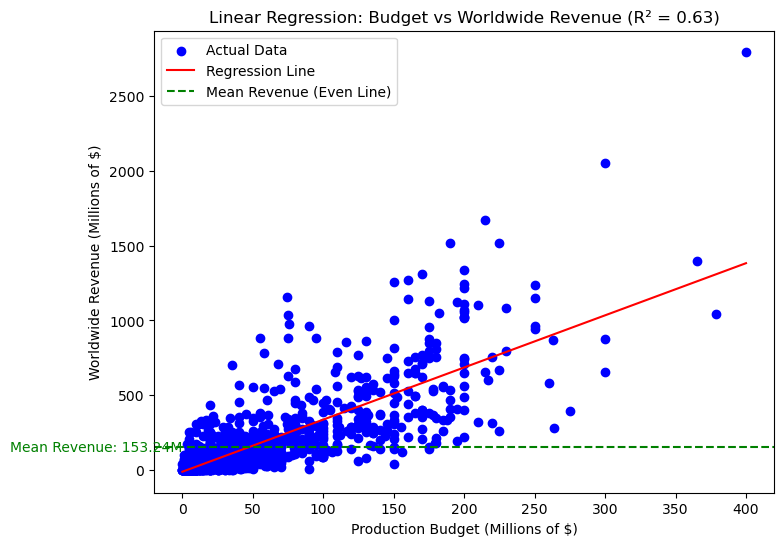 Linear Regression: Budget vs Worldwide Revenue (R² = 0.63)
Actual Data
Regression Line
Mean Revenue (Even Line)
Worldwide Revenue (Millions of $)
2500
2000
1500
1000
500
0
Mean Revenue: 153.24M
0 50 100 150 200 250 300 350 400
Production Budget (Millions of $)